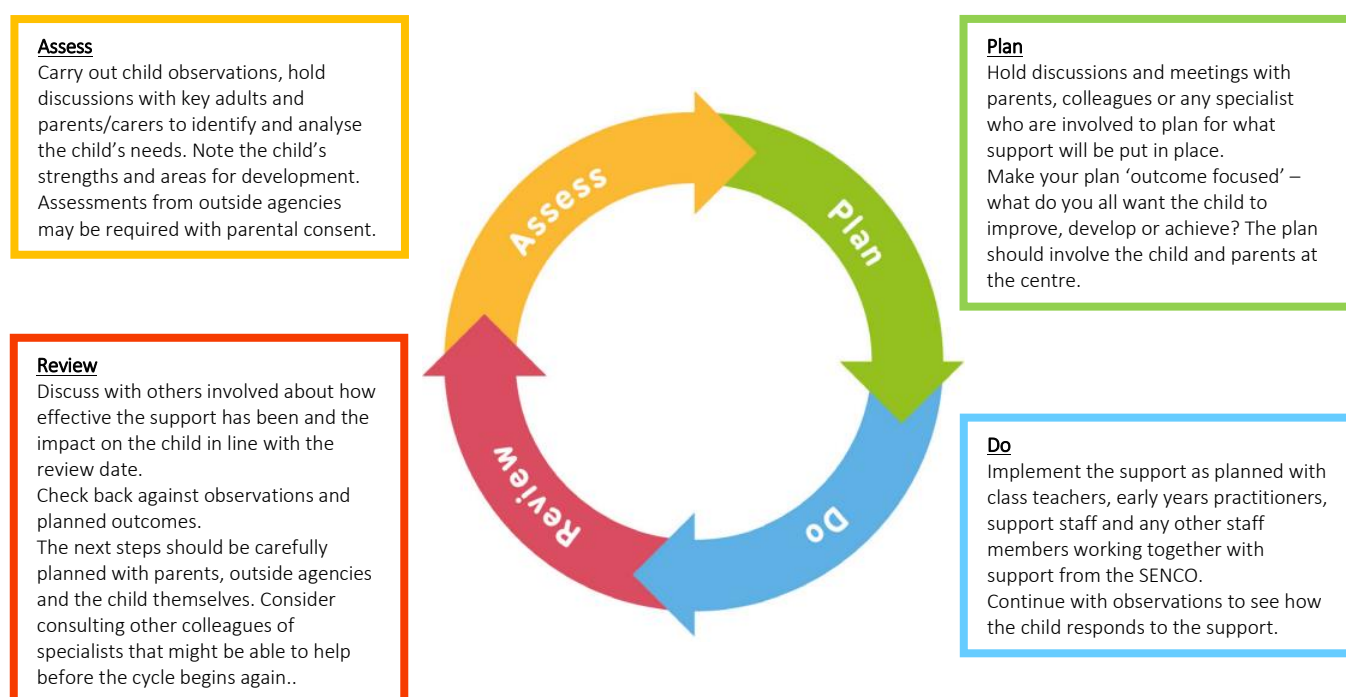 Assess
Carry out child observations, hold
discussions with key adults and
parents/carers to identify and analyse
the child's needs. Note the child's
strengths and areas for development.
Assessments from outside agencies
may be required with parental consent.
Plan
Hold discussions and meetings with
parents, colleagues or any specialist
who are involved to plan for what
support will be put in place.
Make your plan ‘outcome focused’ –
what do you all want the child to
improve, develop or achieve? The plan
should involve the child and parents at
the centre.
Assess
Plan
Do
Review
Review
Discuss with others involved about how
effective the support has been and the
impact on the child in line with the
review date.
Check back against observations and
planned outcomes.
The next steps should be carefully
planned with parents, outside agencies
and the child themselves. Consider
consulting other colleagues of
specialists that might be able to help
before the cycle begins again..
Do
Implement the support as planned with
class teachers, early years practitioners,
support staff and any other staff
members working together with
support from the SENCO.
Continue with observations to see how
the child responds to the support.